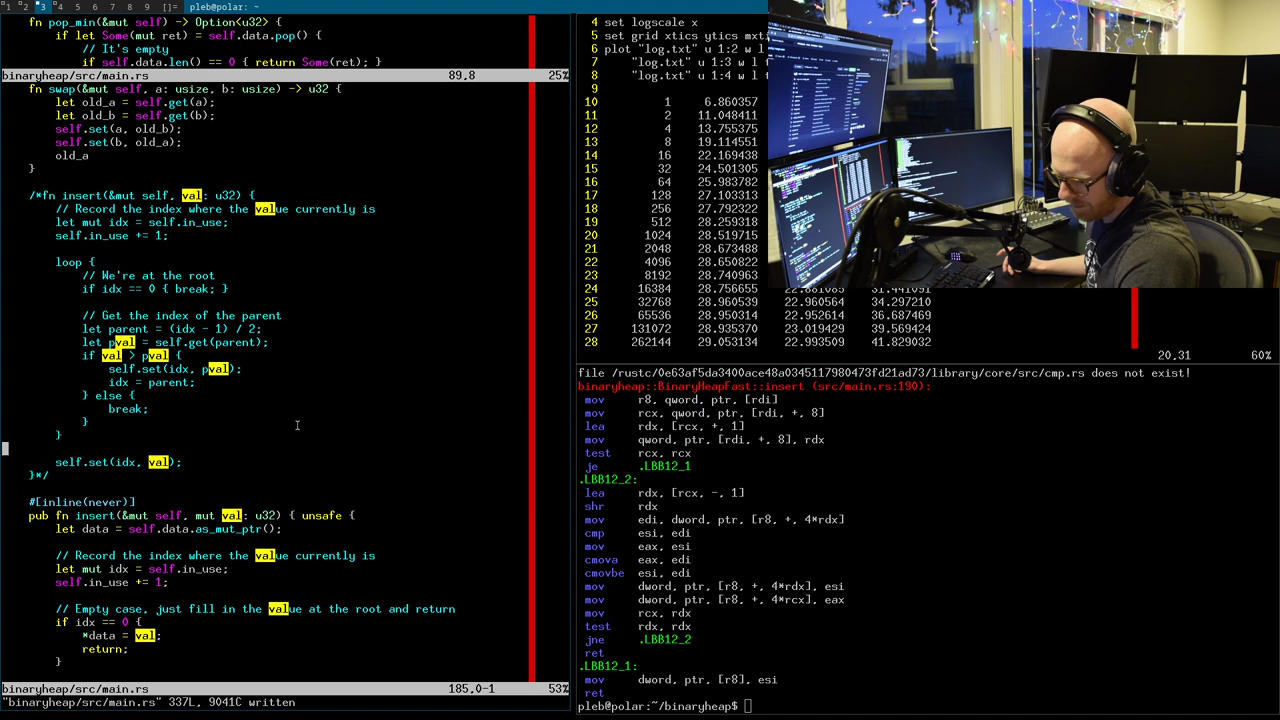 1 2 3 4 5 6 7 8 9 []= pleb@polar: ~
fn pop_min(&mut self) -> Option<u32> {
if let Some(mut ret) = self.data.pop() {
// It's empty
if self.data.len() == 0 { return Some(ret); }
binaryheap/src/main.rs 89,8 25%
fn swap(&mut self, a: usize, b: usize) -> u32 {
let old_a = self.get(a);
let old_b = self.get(b);
self.set(a, old_b);
self.set(b, old_a);
old_a
}
/*fn insert(&mut self, val: u32) {
// Record the index where the value currently is
let mut idx = self.in_use;
self.in_use += 1;
loop {
// We're at the root
if idx == 0 { break; }
// Get the index of the parent
let parent = (idx - 1) / 2;
let pval = self.get(parent);
if val > pval {
self.set(idx, pval);
idx = parent;
} else {
break;
}
}
self.set(idx, val);
}*/
#[inline(never)]
pub fn insert(&mut self, mut val: u32) { unsafe {
let data = self.data.as_mut_ptr();
// Record the index where the value currently is
let mut idx = self.in_use;
self.in_use += 1;
// Empty case, just fill in the value at the root and return
if idx == 0 {
*data = val;
return;
}
binaryheap/src/main.rs 185,0-1 53%
"binaryheap/src/main.rs" 337L, 9041C written
4 set logscale x
5 set grid xtics ytics mxti
6 plot "log.txt" u 1:2 w l
7 "log.txt" u 1:3 w l
8 "log.txt" u 1:4 w l
9
10 1 6.860357
11 2 11.048411
12 4 13.755375
13 8 19.114551
14 16 22.169438
15 32 24.501305
16 64 25.983782
17 128 27.103313
18 256 27.792322
19 512 28.259318
20 1024 28.515719
21 2048 28.673488
22 4096 28.650822
23 8192 28.740963
24 16384 28.756655 22.881085 31.441091
25 32768 28.960539 22.960564 34.297210
26 65536 28.950314 22.952614 36.687469
27 131072 28.935370 23.019429 39.569424
28 262144 29.053134 22.993509 41.829032
20,31 60%
file /rustc/0e63af5da3400ace48a0345117980473fd21ad73/library/core/src/cmp.rs does not exist!
binaryheap::BinaryHeapFast::insert (src/main.rs:190):
mov r8, qword, ptr, [rdi]
mov rcx, qword, ptr, [rdi, +, 8]
lea rdx, [rcx, +, 1]
mov qword, ptr, [rdi, +, 8], rdx
test rcx, rcx
je .LBB12_1
.LBB12_2:
lea rdx, [rcx, -, 1]
shr rdx
mov edi, dword, ptr, [r8, +, 4*rdx]
cmp esi, edi
mov eax, esi
cmova eax, edi
cmovbe esi, edi
mov dword, ptr, [r8, +, 4*rdx], esi
mov dword, ptr, [r8, +, 4*rcx], eax
mov rcx, rdx
test rdx, rdx
jne .LBB12_2
ret
.LBB12_1:
mov dword, ptr, [r8], esi
ret
pleb@polar:~/binaryheap$